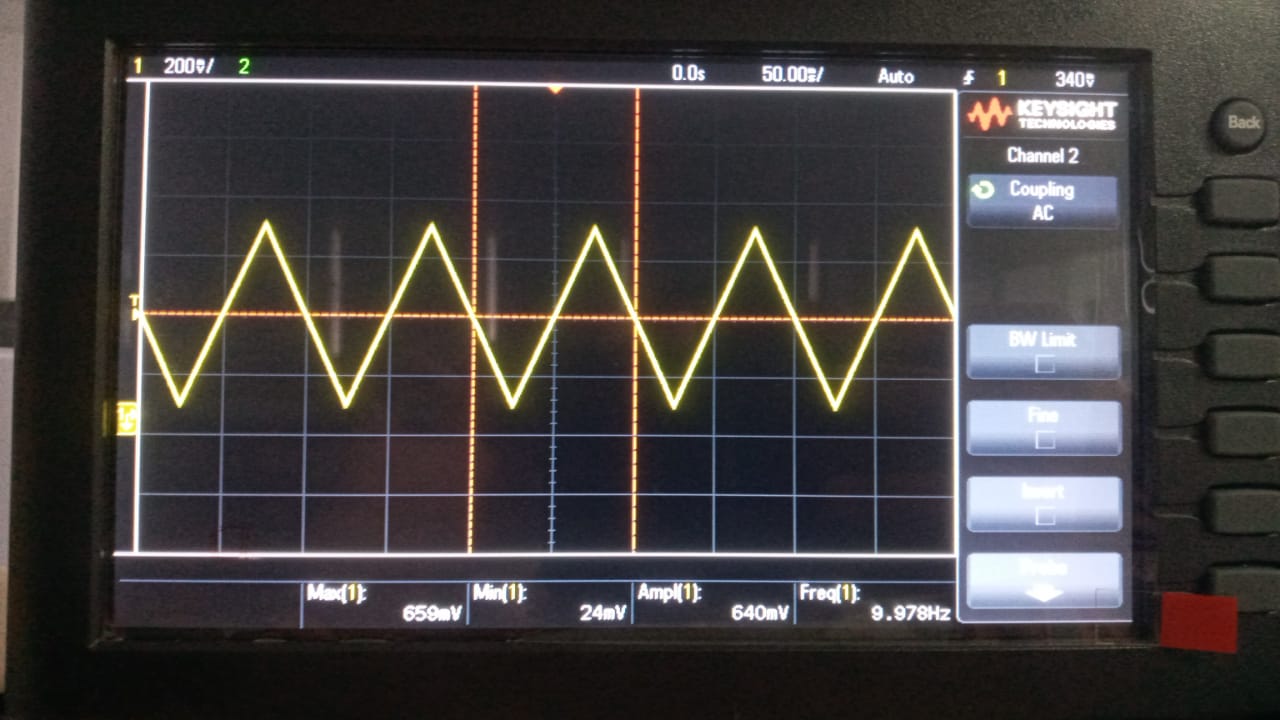 1 200mV/ 2 0.0s 50.00ms/ Auto 1 340mV
KEYSIGHT
TECHNOLOGIES
Channel 2
Coupling
AC
BW Limit
Fine
Invert
Probe
T
Max(1):
659mV
Min(1):
24mV
Ampl(1):
640mV
Freq(1):
9.978Hz
Back